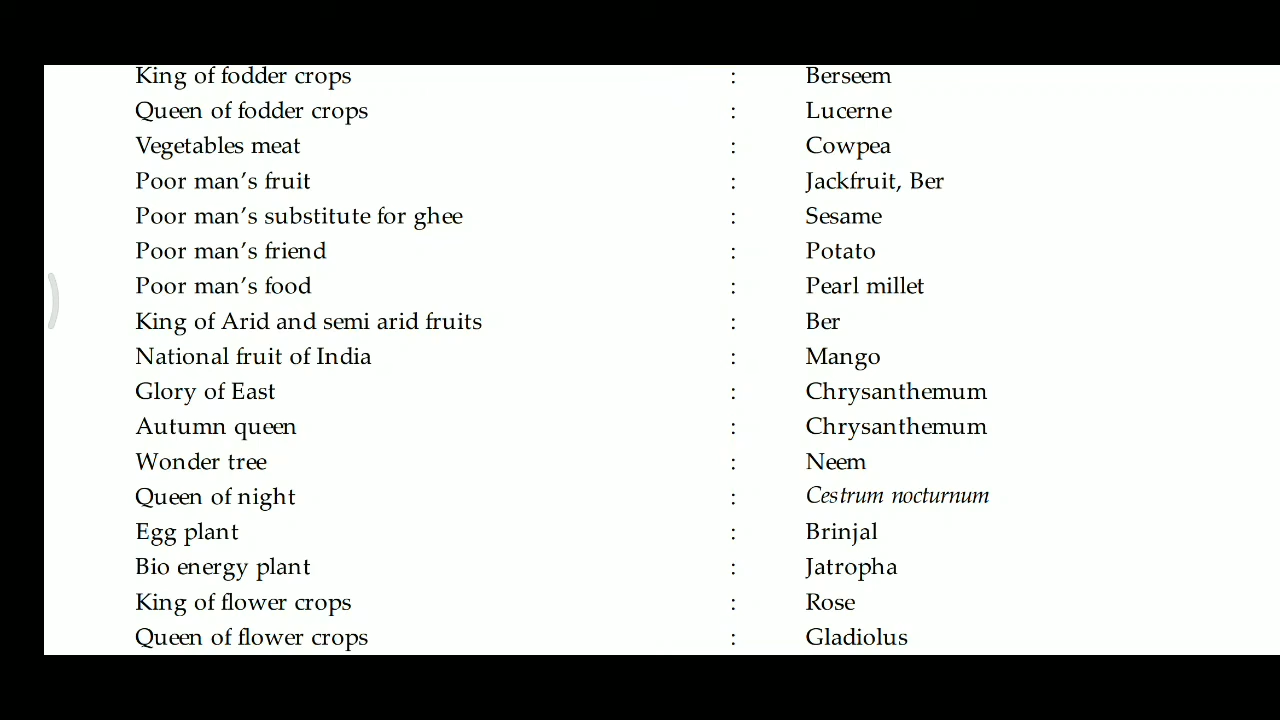 King of fodder crops : Berseem
Queen of fodder crops : Lucerne
Vegetables meat : Cowpea
Poor man’s fruit : Jackfruit, Ber
Poor man’s substitute for ghee : Sesame
Poor man’s friend : Potato
Poor man’s food : Pearl millet
King of Arid and semi arid fruits : Ber
National fruit of India : Mango
Glory of East : Chrysanthemum
Autumn queen : Chrysanthemum
Wonder tree : Neem
Queen of night : Cestrum nocturnum
Egg plant : Brinjal
Bio energy plant : Jatropha
King of flower crops : Rose
Queen of flower crops : Gladiolus